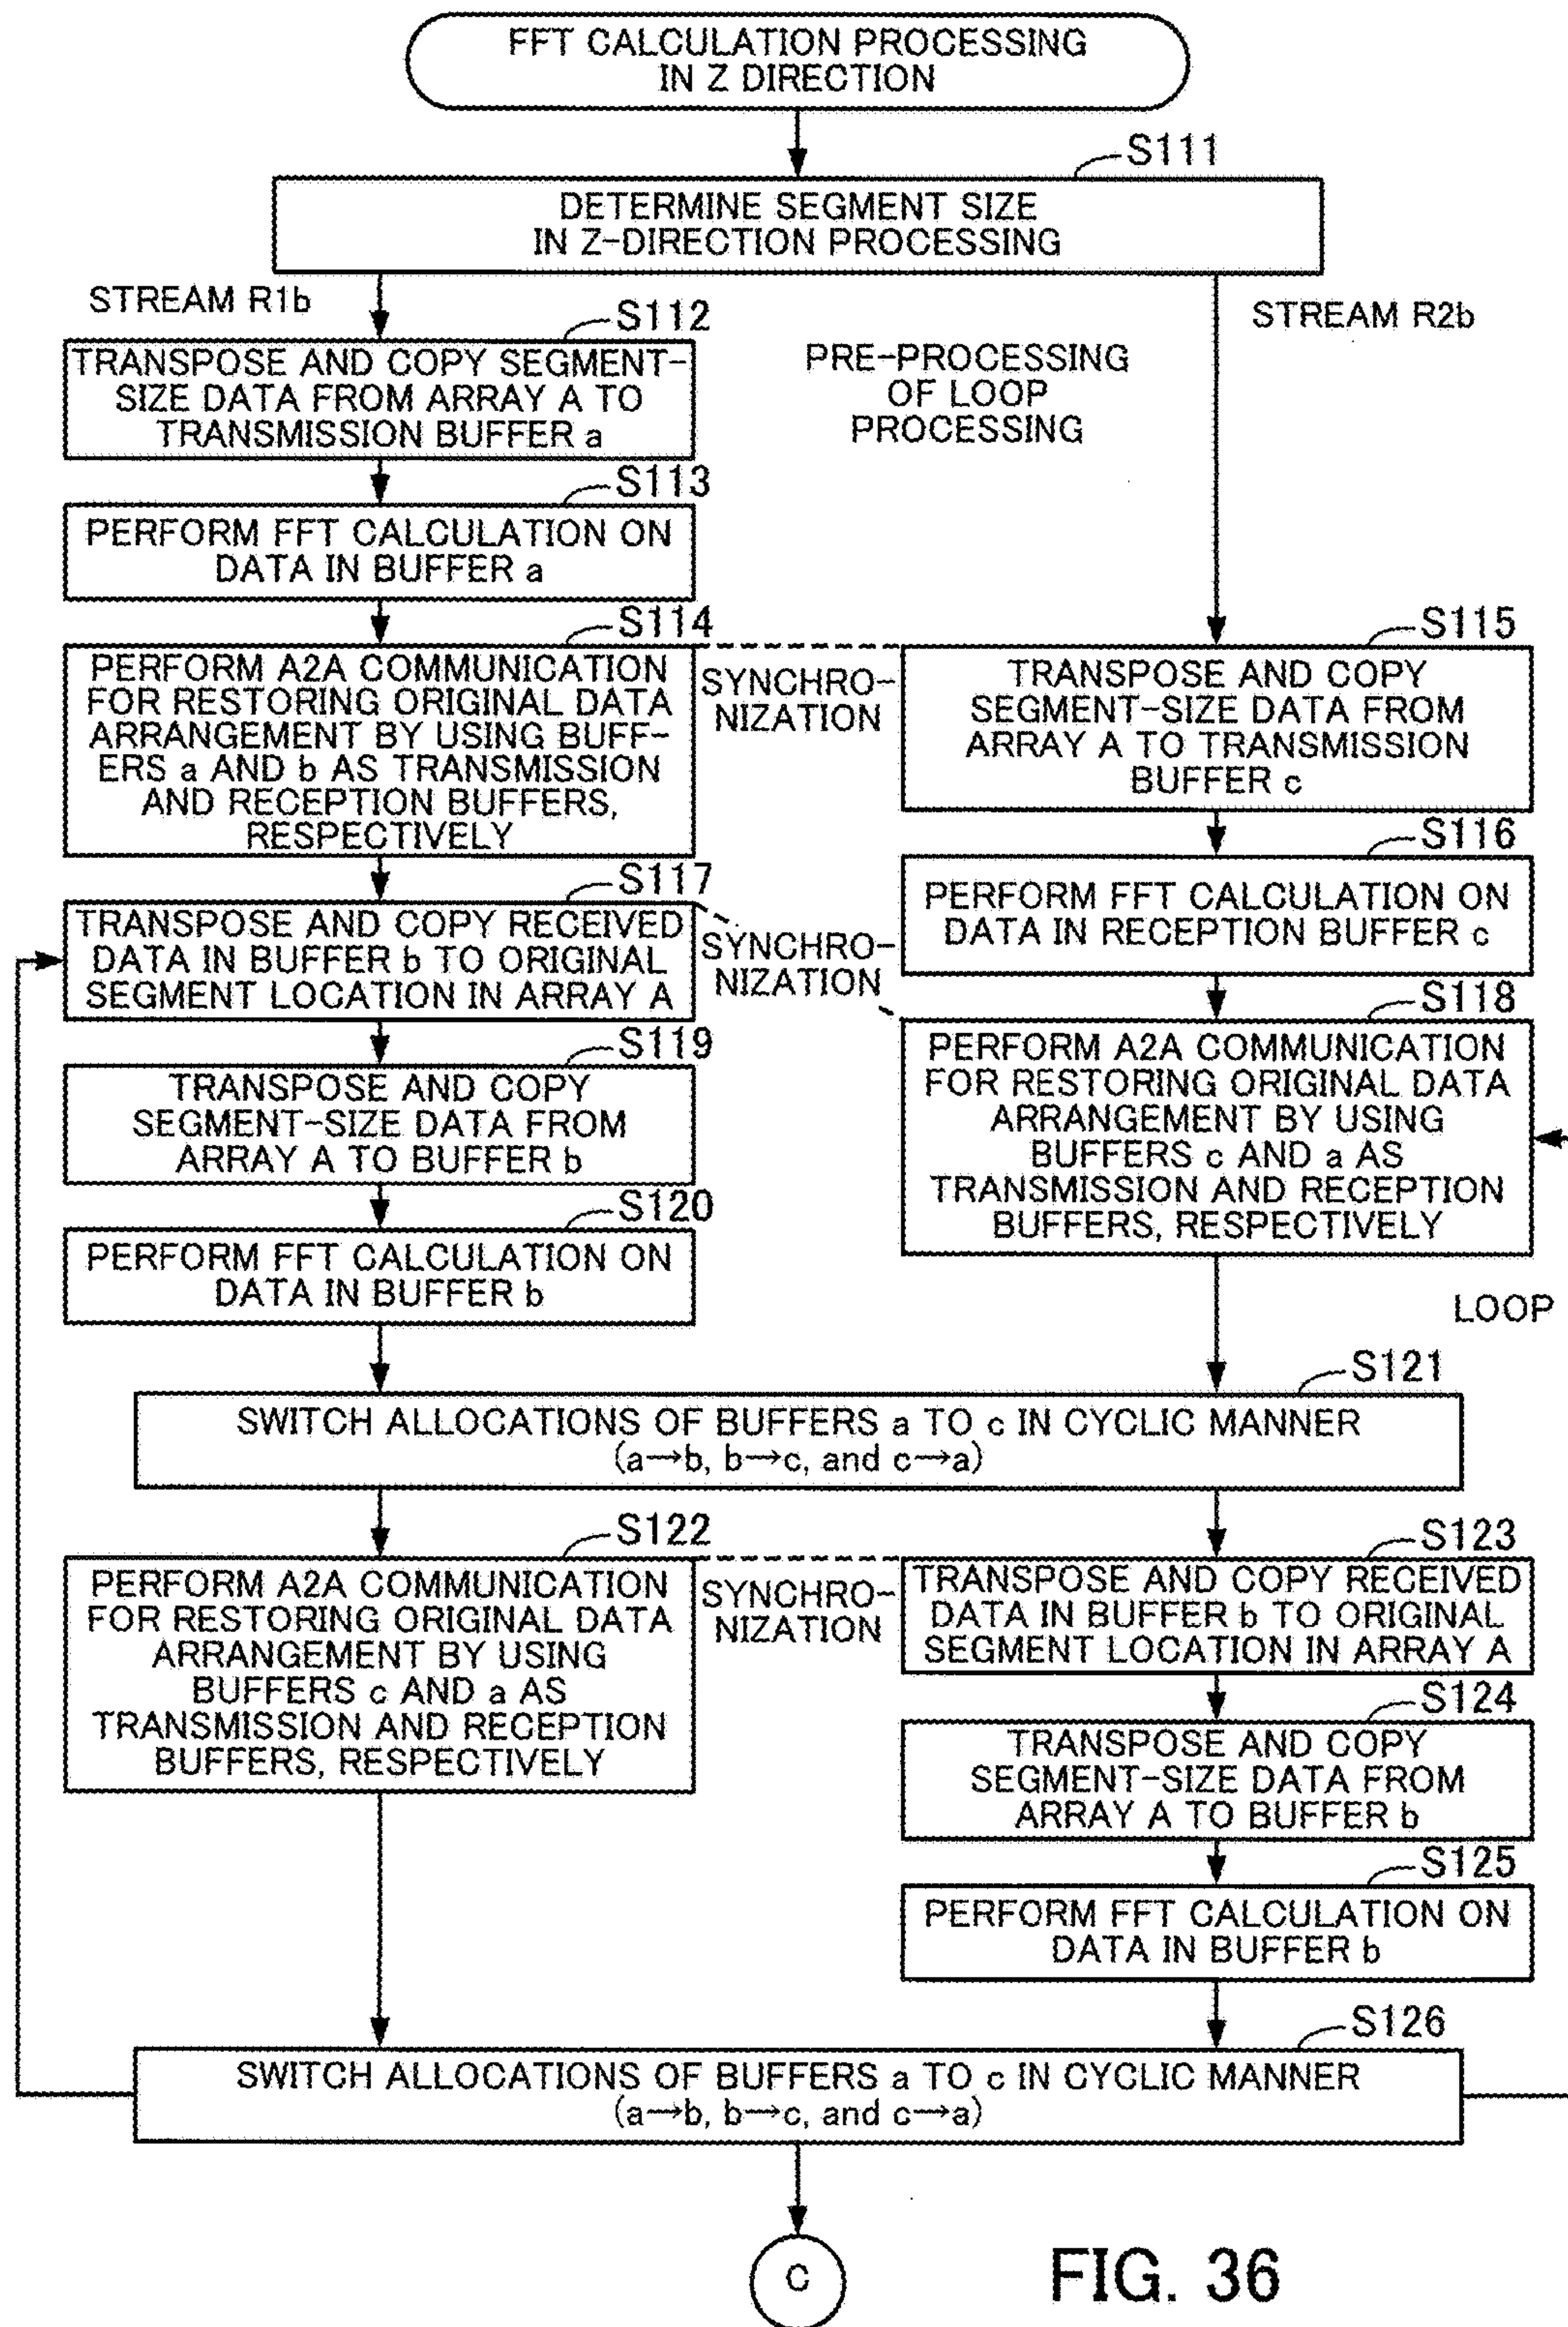 FFT CALCULATION PROCESSING
IN Z DIRECTION
S111
DETERMINE SEGMENT SIZE
IN Z-DIRECTION PROCESSING
STREAM R1b
STREAM R2b
PRE-PROCESSING
OF LOOP
PROCESSING
S112
TRANSPOSE AND COPY SEGMENT-
SIZE DATA FROM ARRAY A TO
TRANSMISSION BUFFER a
S113
PERFORM FFT CALCULATION ON
DATA IN BUFFER a
S114
PERFORM A2A COMMUNICATION
FOR RESTORING ORIGINAL DATA
ARRANGEMENT BY USING BUFF-
ERS a AND b AS TRANSMISSION
AND RECEPTION BUFFERS,
RESPECTIVELY
SYNCHRO-
NIZATION
S115
TRANSPOSE AND COPY
SEGMENT-SIZE DATA FROM
ARRAY A TO TRANSMISSION
BUFFER c
S116
PERFORM FFT CALCULATION ON
DATA IN RECEPTION BUFFER c
S117
TRANSPOSE AND COPY RECEIVED
DATA IN BUFFER b TO ORIGINAL
SEGMENT LOCATION IN ARRAY A
SYNCHRO-
NIZATION
S118
PERFORM A2A COMMUNICATION
FOR RESTORING ORIGINAL DATA
ARRANGEMENT BY USING
BUFFERS c AND a AS
TRANSMISSION AND RECEPTION
BUFFERS, RESPECTIVELY
S119
TRANSPOSE AND COPY
SEGMENT-SIZE DATA FROM
ARRAY A TO BUFFER b
S120
PERFORM FFT CALCULATION ON
DATA IN BUFFER b
LOOP
S121
SWITCH ALLOCATIONS OF BUFFERS a TO c IN CYCLIC MANNER
(a→b, b→c, and c→a)
S122
PERFORM A2A COMMUNICATION
FOR RESTORING ORIGINAL DATA
ARRANGEMENT BY USING
BUFFERS c AND a AS
TRANSMISSION AND RECEPTION
BUFFERS, RESPECTIVELY
SYNCHRO-
NIZATION
S123
TRANSPOSE AND COPY RECEIVED
DATA IN BUFFER b TO ORIGINAL
SEGMENT LOCATION IN ARRAY A
S124
TRANSPOSE AND COPY
SEGMENT-SIZE DATA FROM
ARRAY A TO BUFFER b
S125
PERFORM FFT CALCULATION ON
DATA IN BUFFER b
S126
SWITCH ALLOCATIONS OF BUFFERS a TO c IN CYCLIC MANNER
(a→b, b→c, and c→a)
C
FIG. 36